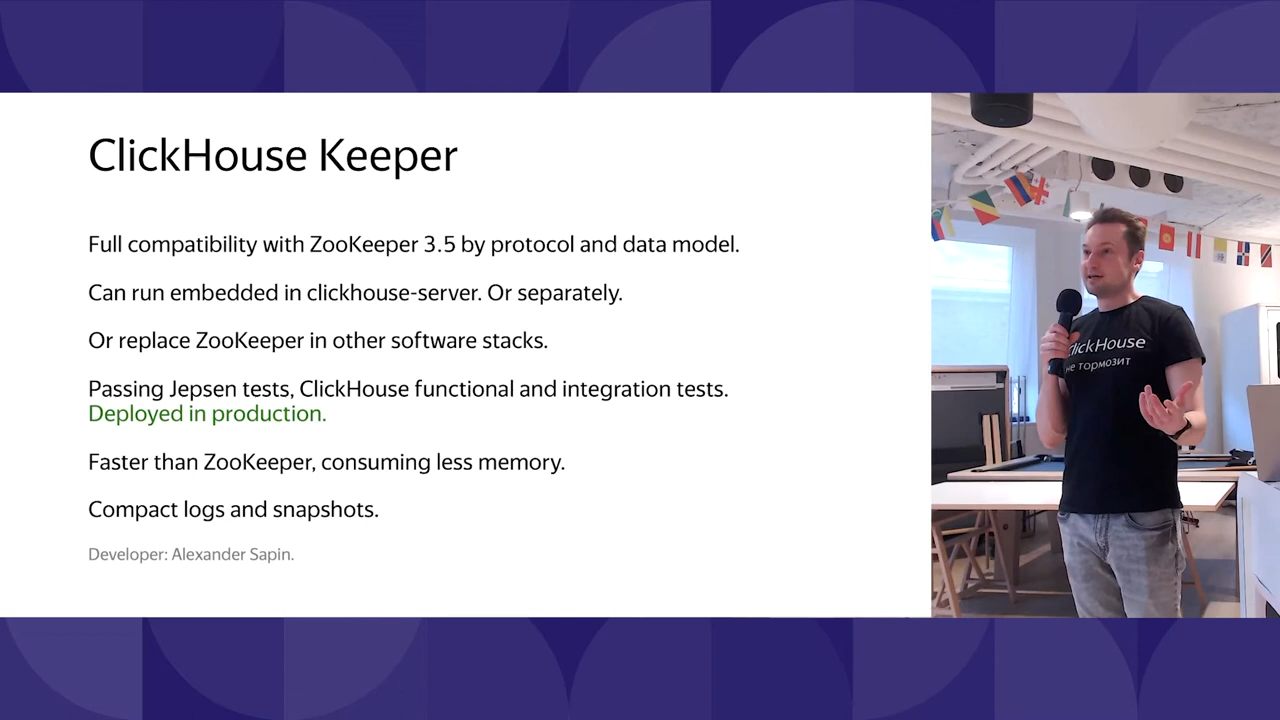 ClickHouse Keeper
Full compatibility with ZooKeeper 3.5 by protocol and data model.
Can run embedded in clickhouse-server. Or separately.
Or replace ZooKeeper in other software stacks.
Passing Jepsen tests, ClickHouse functional and integration tests.
Deployed in production.
Faster than ZooKeeper, consuming less memory.
Compact logs and snapshots.
Developer: Alexander Sapin.
ClickHouse
не тормозит